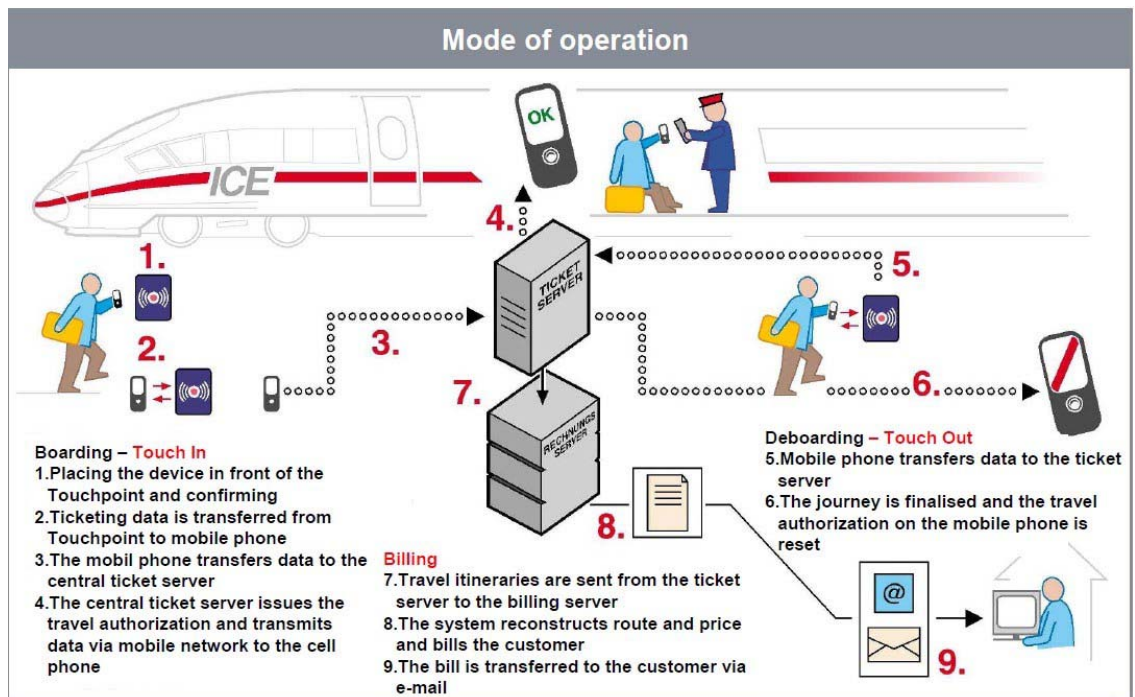 Mode of operation
OK
ICE
4.
1.
5.
TICKET
SERVER
2.
3.
6.
7.
RECHNUNGS
SERVER
Boarding – Touch In
1.Placing the device in front of the
Touchpoint and confirming
2.Ticketing data is transferred from
Touchpoint to mobile phone
3.The mobil phone transfers data to the
central ticket server
4.The central ticket server issues the
travel authorization and transmits
data via mobile network to the cell
phone
8.
Billing
7.Travel itineraries are sent from the ticket
server to the billing server
8.The system reconstructs route and price
and bills the customer
9.The bill is transferred to the customer via
e-mail
Deboarding – Touch Out
5.Mobile phone transfers data to the ticket
server
6.The journey is finalised and the travel
authorization on the mobile phone is
reset
@
9.